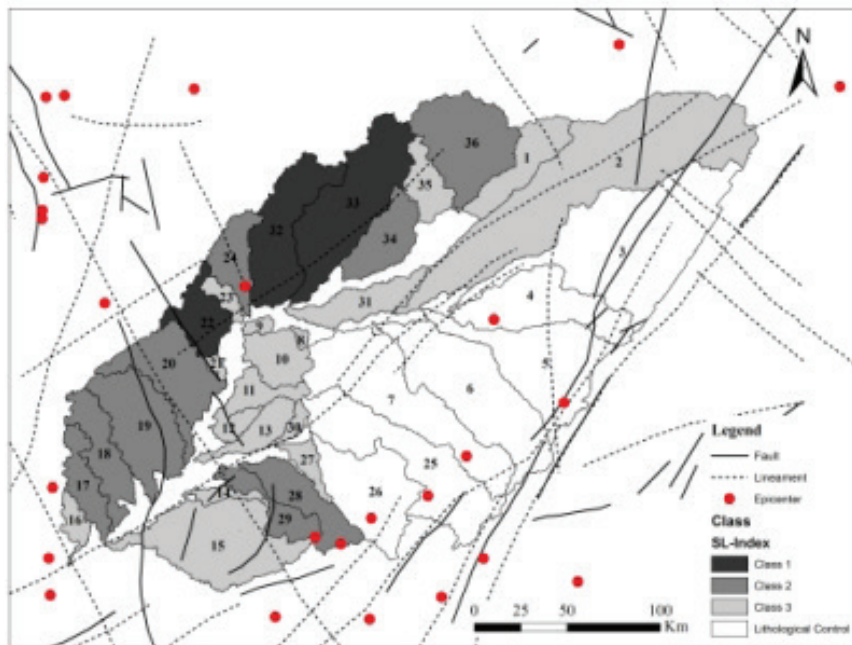 N
36
1
2
35
33
32
34
3
24
23
31
4
22
9
8
21
20
10
5
11
7
6
19
12
13
30
18
27
25
17
14
28
26
16
29
15
Legend
Fault
Lineament
Epicenter
Class
SL-Index
Class 1
Class 2
Class 3
Lithological Control
0 25 50 100
Km